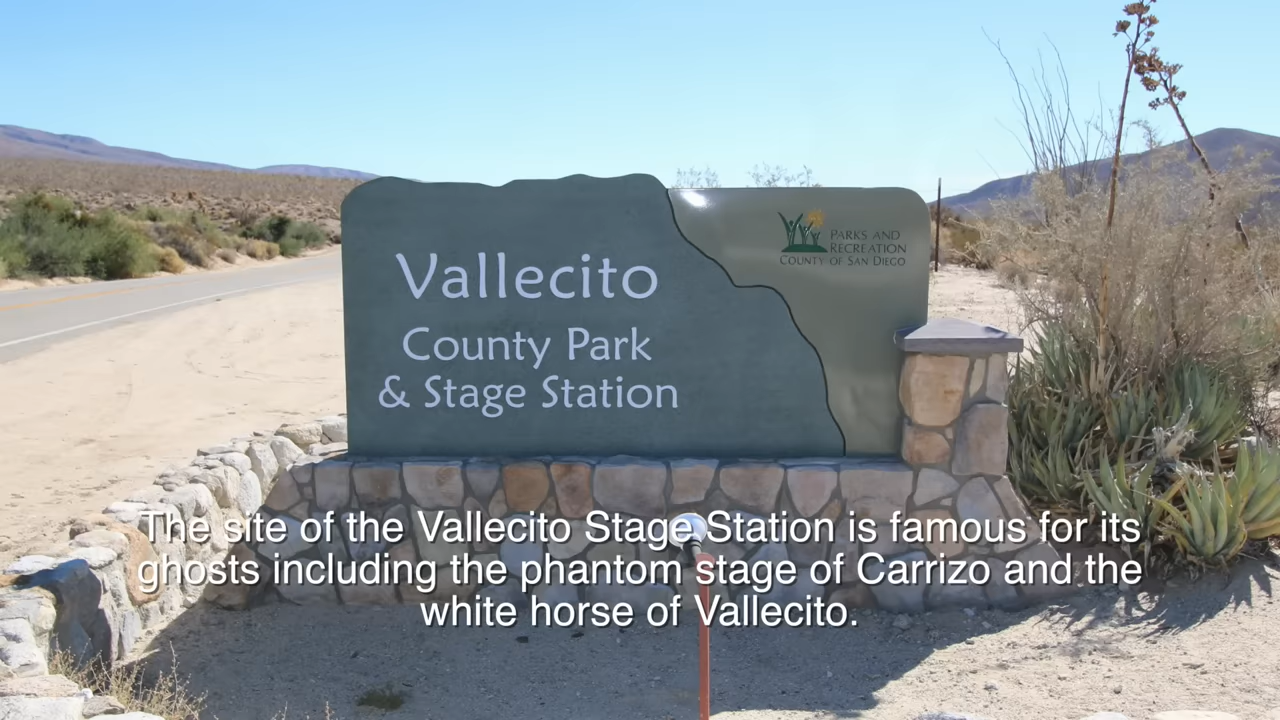 Vallecito
County Park
& Stage Station
PARKS AND
RECREATION
COUNTY OF SAN DIEGO
The site of the Vallecito Stage Station is famous for its
ghosts including the phantom stage of Carrizo and the
white horse of Vallecito.